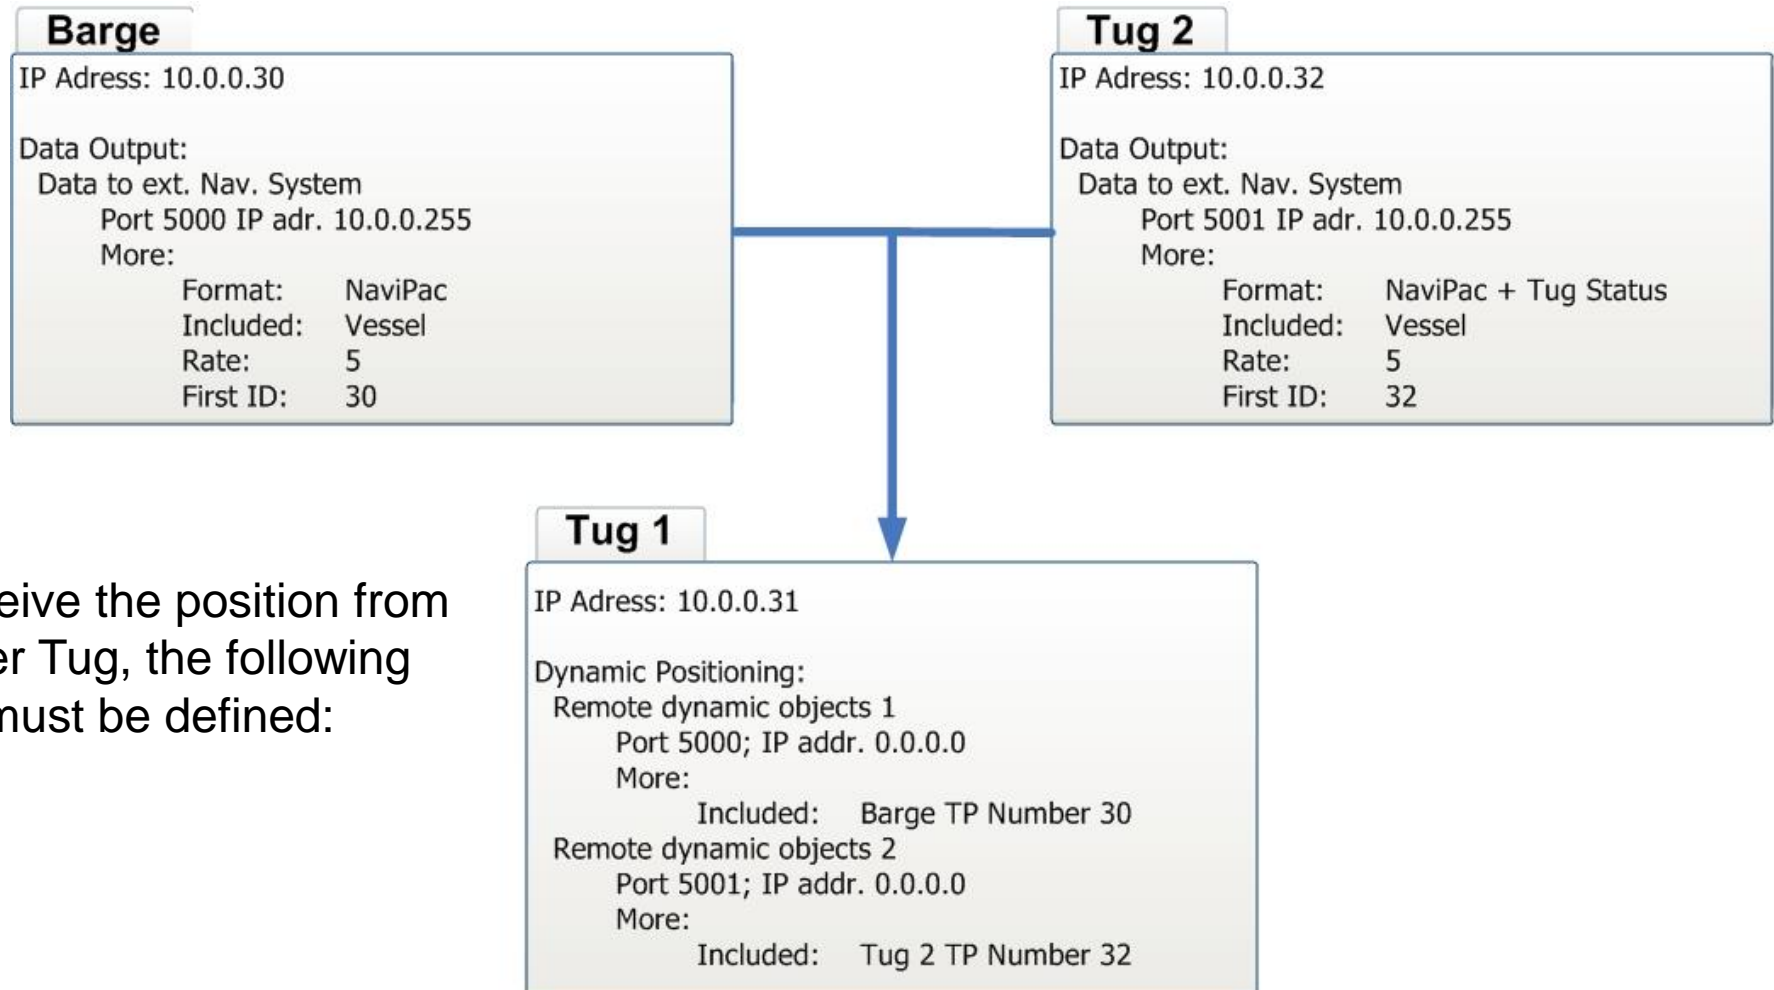 Barge
IP Adress: 10.0.0.30
Data Output:
Data to ext. Nav. System
Port 5000 IP adr. 10.0.0.255
More:
Format: NaviPac
Included: Vessel
Rate: 5
First ID: 30
Tug 2
IP Adress: 10.0.0.32
Data Output:
Data to ext. Nav. System
Port 5001 IP adr. 10.0.0.255
More:
Format: NaviPac + Tug Status
Included: Vessel
Rate: 5
First ID: 32
eive the position from
er Tug, the following
must be defined:
Tug 1
IP Adress: 10.0.0.31
Dynamic Positioning:
Remote dynamic objects 1
Port 5000; IP addr. 0.0.0.0
More:
Included: Barge TP Number 30
Remote dynamic objects 2
Port 5001; IP addr. 0.0.0.0
More:
Included: Tug 2 TP Number 32